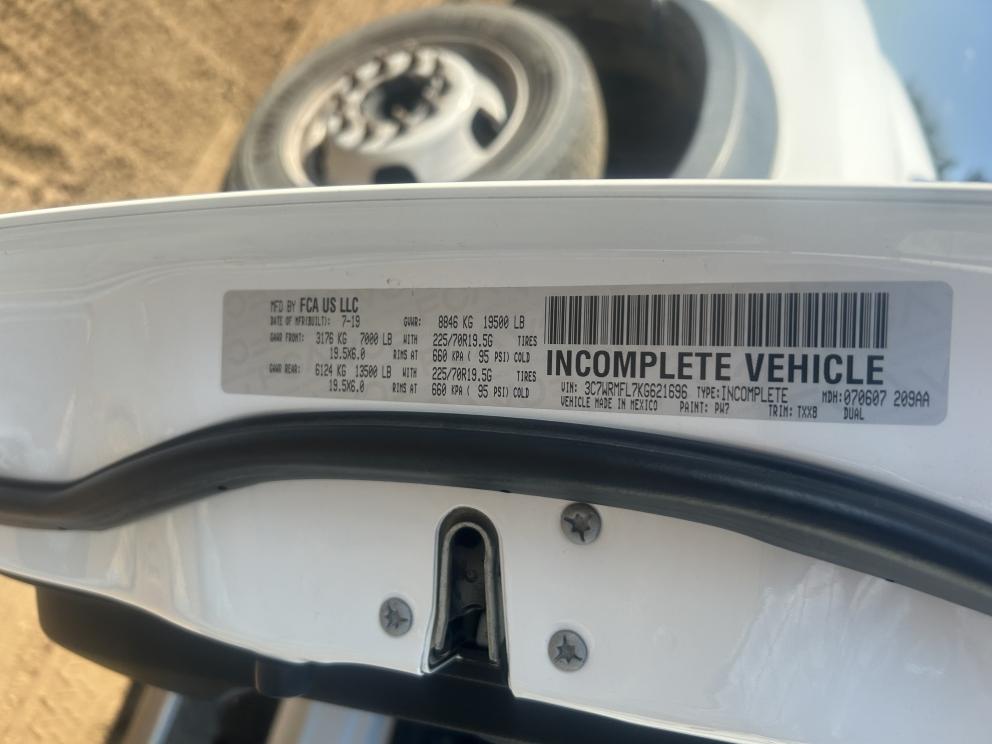 MFD BY FCA US LLC
DATE OF MFR(BUILT): 7-19 GVWR: 8846 KG 19500 LB
GAWR FRONT: 3176 KG 7000 LB WITH 225/70R19.5G TIRES
19.5X6.0 RIMS AT 660 KPA ( 95 PSI) COLD
GAWR REAR: 6124 KG 13500 LB WITH 225/70R19.5G TIRES
19.5X6.0 RIMS AT 660 KPA ( 95 PSI) COLD
INCOMPLETE VEHICLE
VIN: 3C7WRMFL7KG621696 TYPE:INCOMPLETE MDH:070607 209AA
VEHICLE MADE IN MEXICO PAINT: PW7 TRIM: TXX8 DUAL